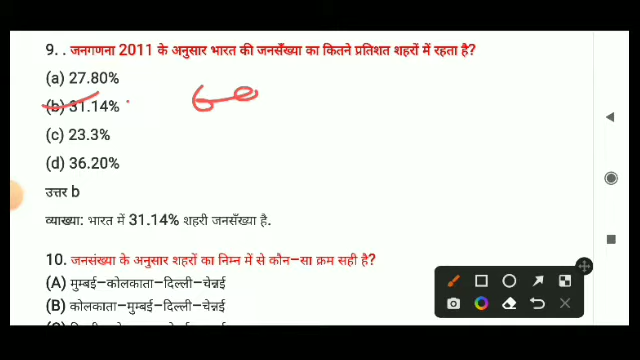 9. . जनगणना 2011 के अनुसार भारत की जनसँख्या का कितने प्रतिशत शहरों में रहता है?
(a) 27.80%
(b) 31.14%
(c) 23.3%
(d) 36.20%
उत्तर b
व्याख्या: भारत में 31.14% शहरी जनसँख्या है.
10. जनसंख्या के अनुसार शहरों का निम्न में से कौन–सा क्रम सही है?
(A) मुम्बई–कोलकाता–दिल्ली–चेन्नई
(B) कोलकाता–मुम्बई–दिल्ली–चेन्नई